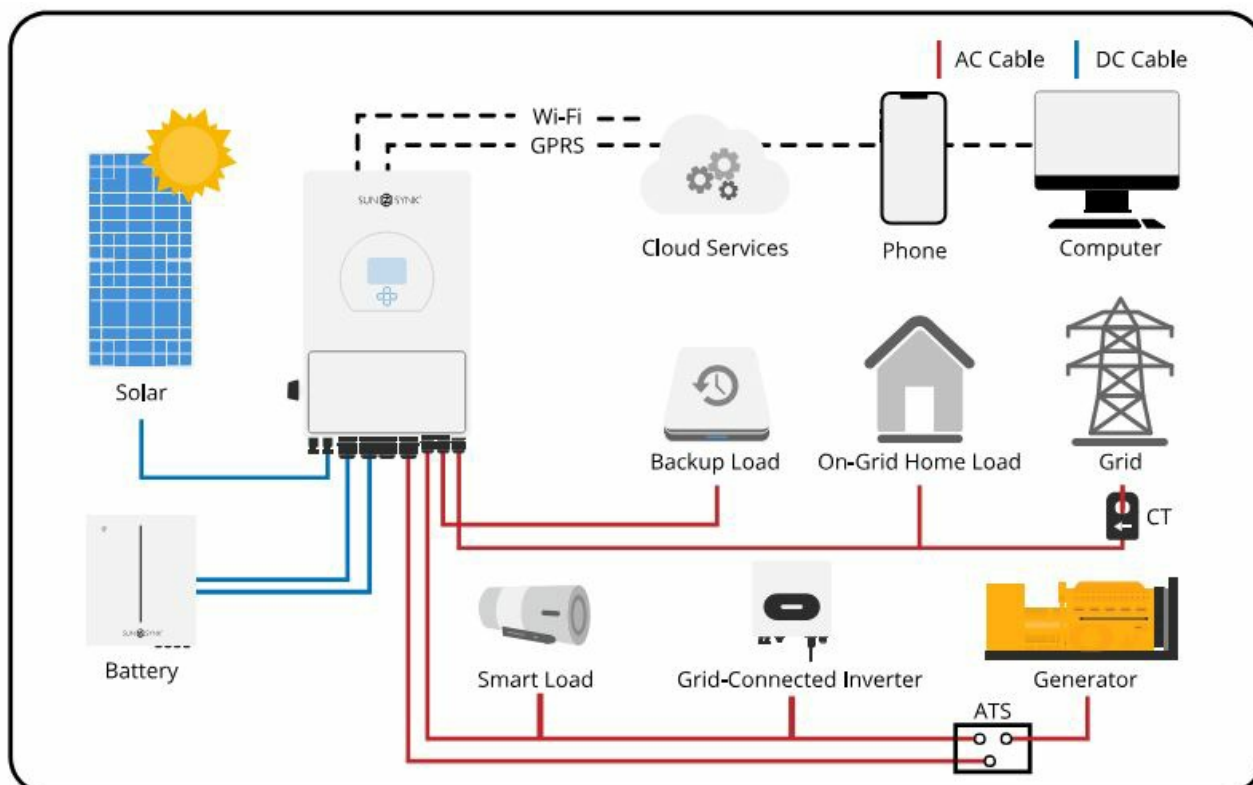 AC Cable
DC Cable
Wi-Fi
GPRS
SUNSYNK
Cloud Services
Phone
Computer
Solar
Backup Load
On-Grid Home Load
Grid
CT
SUNSYNK
Battery
Smart Load
Grid-Connected Inverter
Generator
ATS